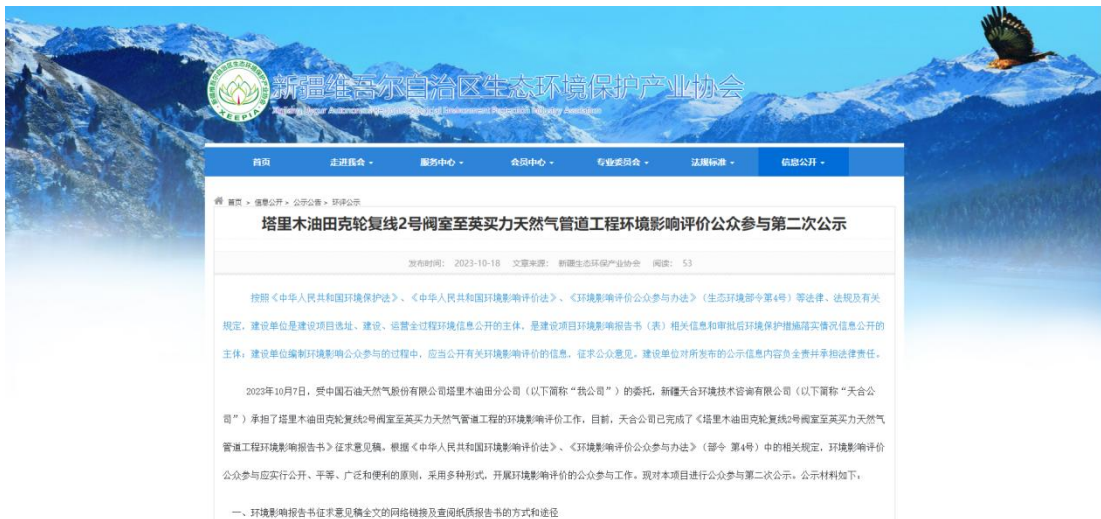 新疆维吾尔自治区生态环境保护产业协会
XEEPIA
首页 走进我会 服务中心 会员中心 专业委员会 法规标准 信息公开
首页 > 信息公开 > 公示公告 > 环评公示
塔里木油田克轮复线2号阀室至英买力天然气管道工程环境影响评价公众参与第二次公示
发布时间: 2023-10-18 文章来源: 新疆生态环保产业协会 阅读: 53
按照《中华人民共和国环境保护法》、《中华人民共和国环境影响评价法》、《环境影响评价公众参与办法》(生态环境部令第4号)等法律、法规及有关
规定,建设单位是建设项目选址、建设、运营全过程环境信息公开的主体,是建设项目环境影响报告书(表)相关信息和审批后环境保护措施落实情况信息公开的
主体;建设单位编制环境影响公众参与的过程中,应当公开有关环境影响评价的信息,征求公众意见。建设单位对所发布的公示信息内容负全责并承担法律责任。
2023年10月7日,受中国石油天然气股份有限公司塔里木油田分公司(以下简称“我公司”)的委托,新疆天合环境技术咨询有限公司(以下简称“天合公
司”)承担了塔里木油田克轮复线2号阀室至英买力天然气管道工程的环境影响评价工作,目前,天合公司已完成了《塔里木油田克轮复线2号阀室至英买力天然气
管道工程环境影响报告书》征求意见稿。根据《中华人民共和国环境影响评价法》、《环境影响评价公众参与办法》(部令 第4号)中的相关规定,环境影响评价
公众参与应实行公开、平等、广泛和便利的原则,采用多种形式,开展环境影响评价的公众参与工作。现对本项目进行公众参与第二次公示。公示材料如下:
一、环境影响报告书征求意见稿全文的网络链接及查阅纸质报告书的方式和途径